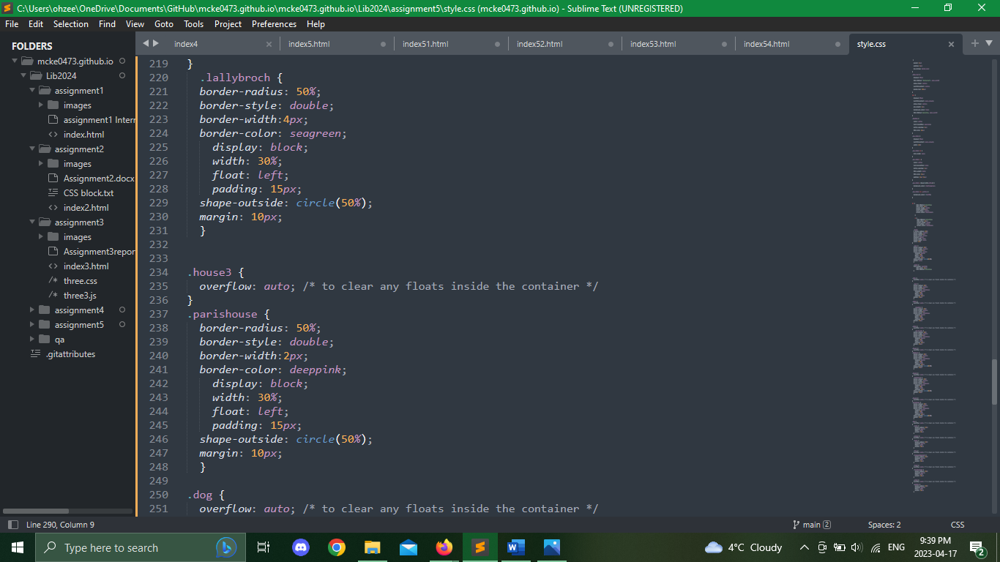 C:\Users\ohzee\OneDrive\Documents\GitHub\mcke0473.github.io\mcke0473.github.io\Lib2024\assignment5\style.css (mcke0473.github.io) - Sublime Text (UNREGISTERED)
File Edit Selection Find View Goto Tools Project Preferences Help
FOLDERS
mcke0473.github.io
Lib2024
assignment1
images
assignment1 Interr
index.html
assignment2
images
Assignment2.docx
CSS block.txt
index2.html
assignment3
images
Assignment3repor
index3.html
three.css
three3.js
assignment4
assignment5
qa
.gitattributes
index4 index5.html index51.html index52.html index53.html index54.html style.css
219 }
220 .lallybroch {
221 border-radius: 50%;
222 border-style: double;
223 border-width:4px;
224 border-color: seagreen;
225 display: block;
226 width: 30%;
227 float: left;
228 padding: 15px;
229 shape-outside: circle(50%);
230 margin: 10px;
231 }
232
233
234 .house3 {
235 overflow: auto; /* to clear any floats inside the container */
236 }
237 .parishouse {
238 border-radius: 50%;
239 border-style: double;
240 border-width:2px;
241 border-color: deeppink;
242 display: block;
243 width: 30%;
244 float: left;
245 padding: 15px;
246 shape-outside: circle(50%);
247 margin: 10px;
248 }
249
250 .dog {
251 overflow: auto; /* to clear any floats inside the container */
Line 290, Column 9 main 2 Spaces: 2 CSS
Type here to search 4°C Cloudy ENG 9:39 PM
2023-04-17 2